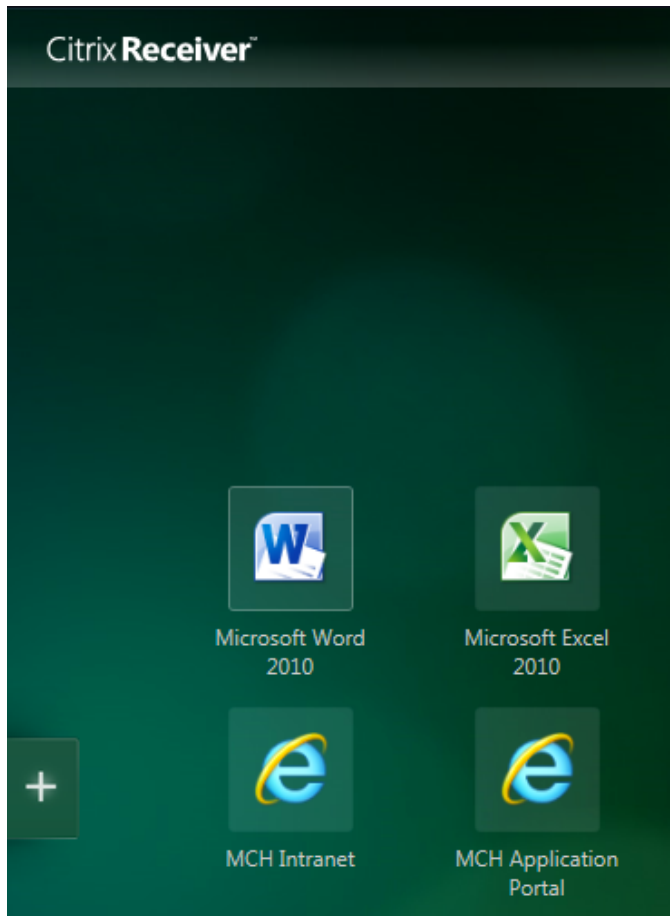 Citrix Receiver™
Microsoft Word
2010
Microsoft Excel
2010
MCH Intranet
MCH Application
Portal